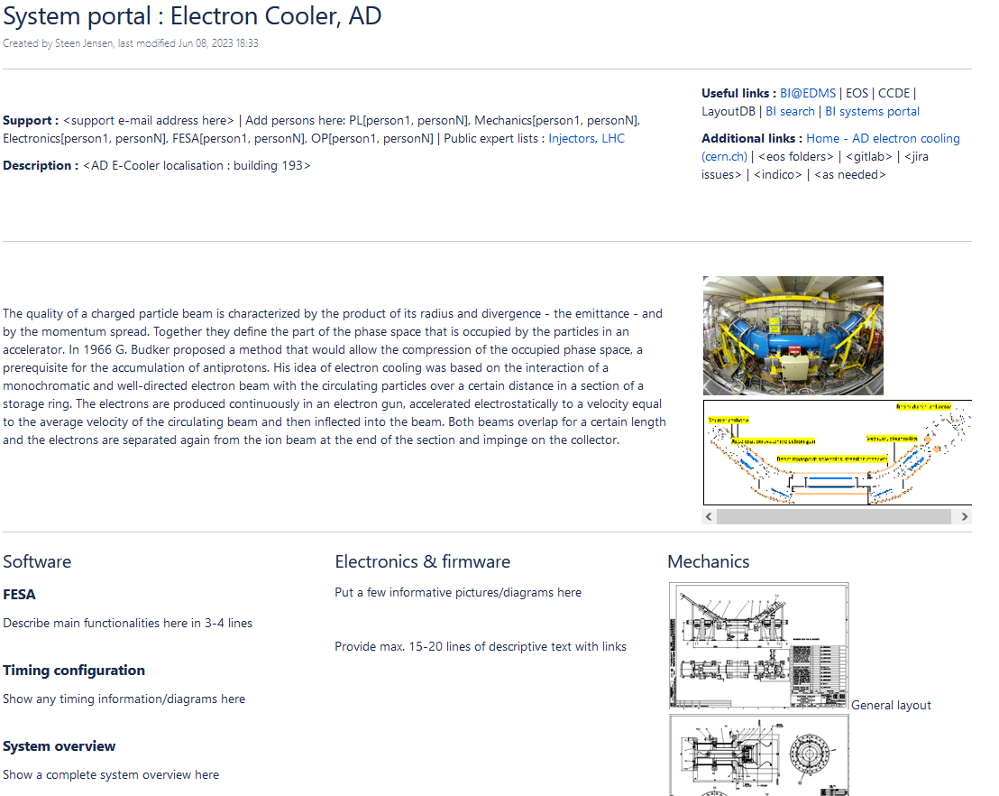 System portal : Electron Cooler, AD
Created by Steen Jensen, last modified Jun 08, 2023 18:33
Support : <support e-mail address here> | Add persons here: PL[person1, personN], Mechanics[person1, personN],
Electronics[person1, personN], FESA[person1, personN], OP[person1, personN] | Public expert lists : Injectors, LHC
Description : <AD E-Cooler localisation : building 193>
Useful links : BI@EDMS | EOS | CCDE |
LayoutDB | BI search | BI systems portal
Additional links : Home - AD electron cooling
(cern.ch) | <eos folders> | <gitlab> | <jira
issues> | <indico> | <as needed>
The quality of a charged particle beam is characterized by the product of its radius and divergence - the emittance - and
by the momentum spread. Together they define the part of the phase space that is occupied by the particles in an
accelerator. In 1966 G. Budker proposed a method that would allow the compression of the occupied phase space, a
prerequisite for the accumulation of antiprotons. His idea of electron cooling was based on the interaction of a
monochromatic and well-directed electron beam with the circulating particles over a certain distance in a section of a
storage ring. The electrons are produced continuously in an electron gun, accelerated electrostatically to a velocity equal
to the average velocity of the circulating beam and then inflected into the beam. Both beams overlap for a certain length
and the electrons are separated again from the ion beam at the end of the section and impinge on the collector.
Software
FESA
Describe main functionalities here in 3-4 lines
Timing configuration
Show any timing information/diagrams here
System overview
Show a complete system overview here
Electronics & firmware
Put a few informative pictures/diagrams here
Provide max. 15-20 lines of descriptive text with links
Mechanics
General layout